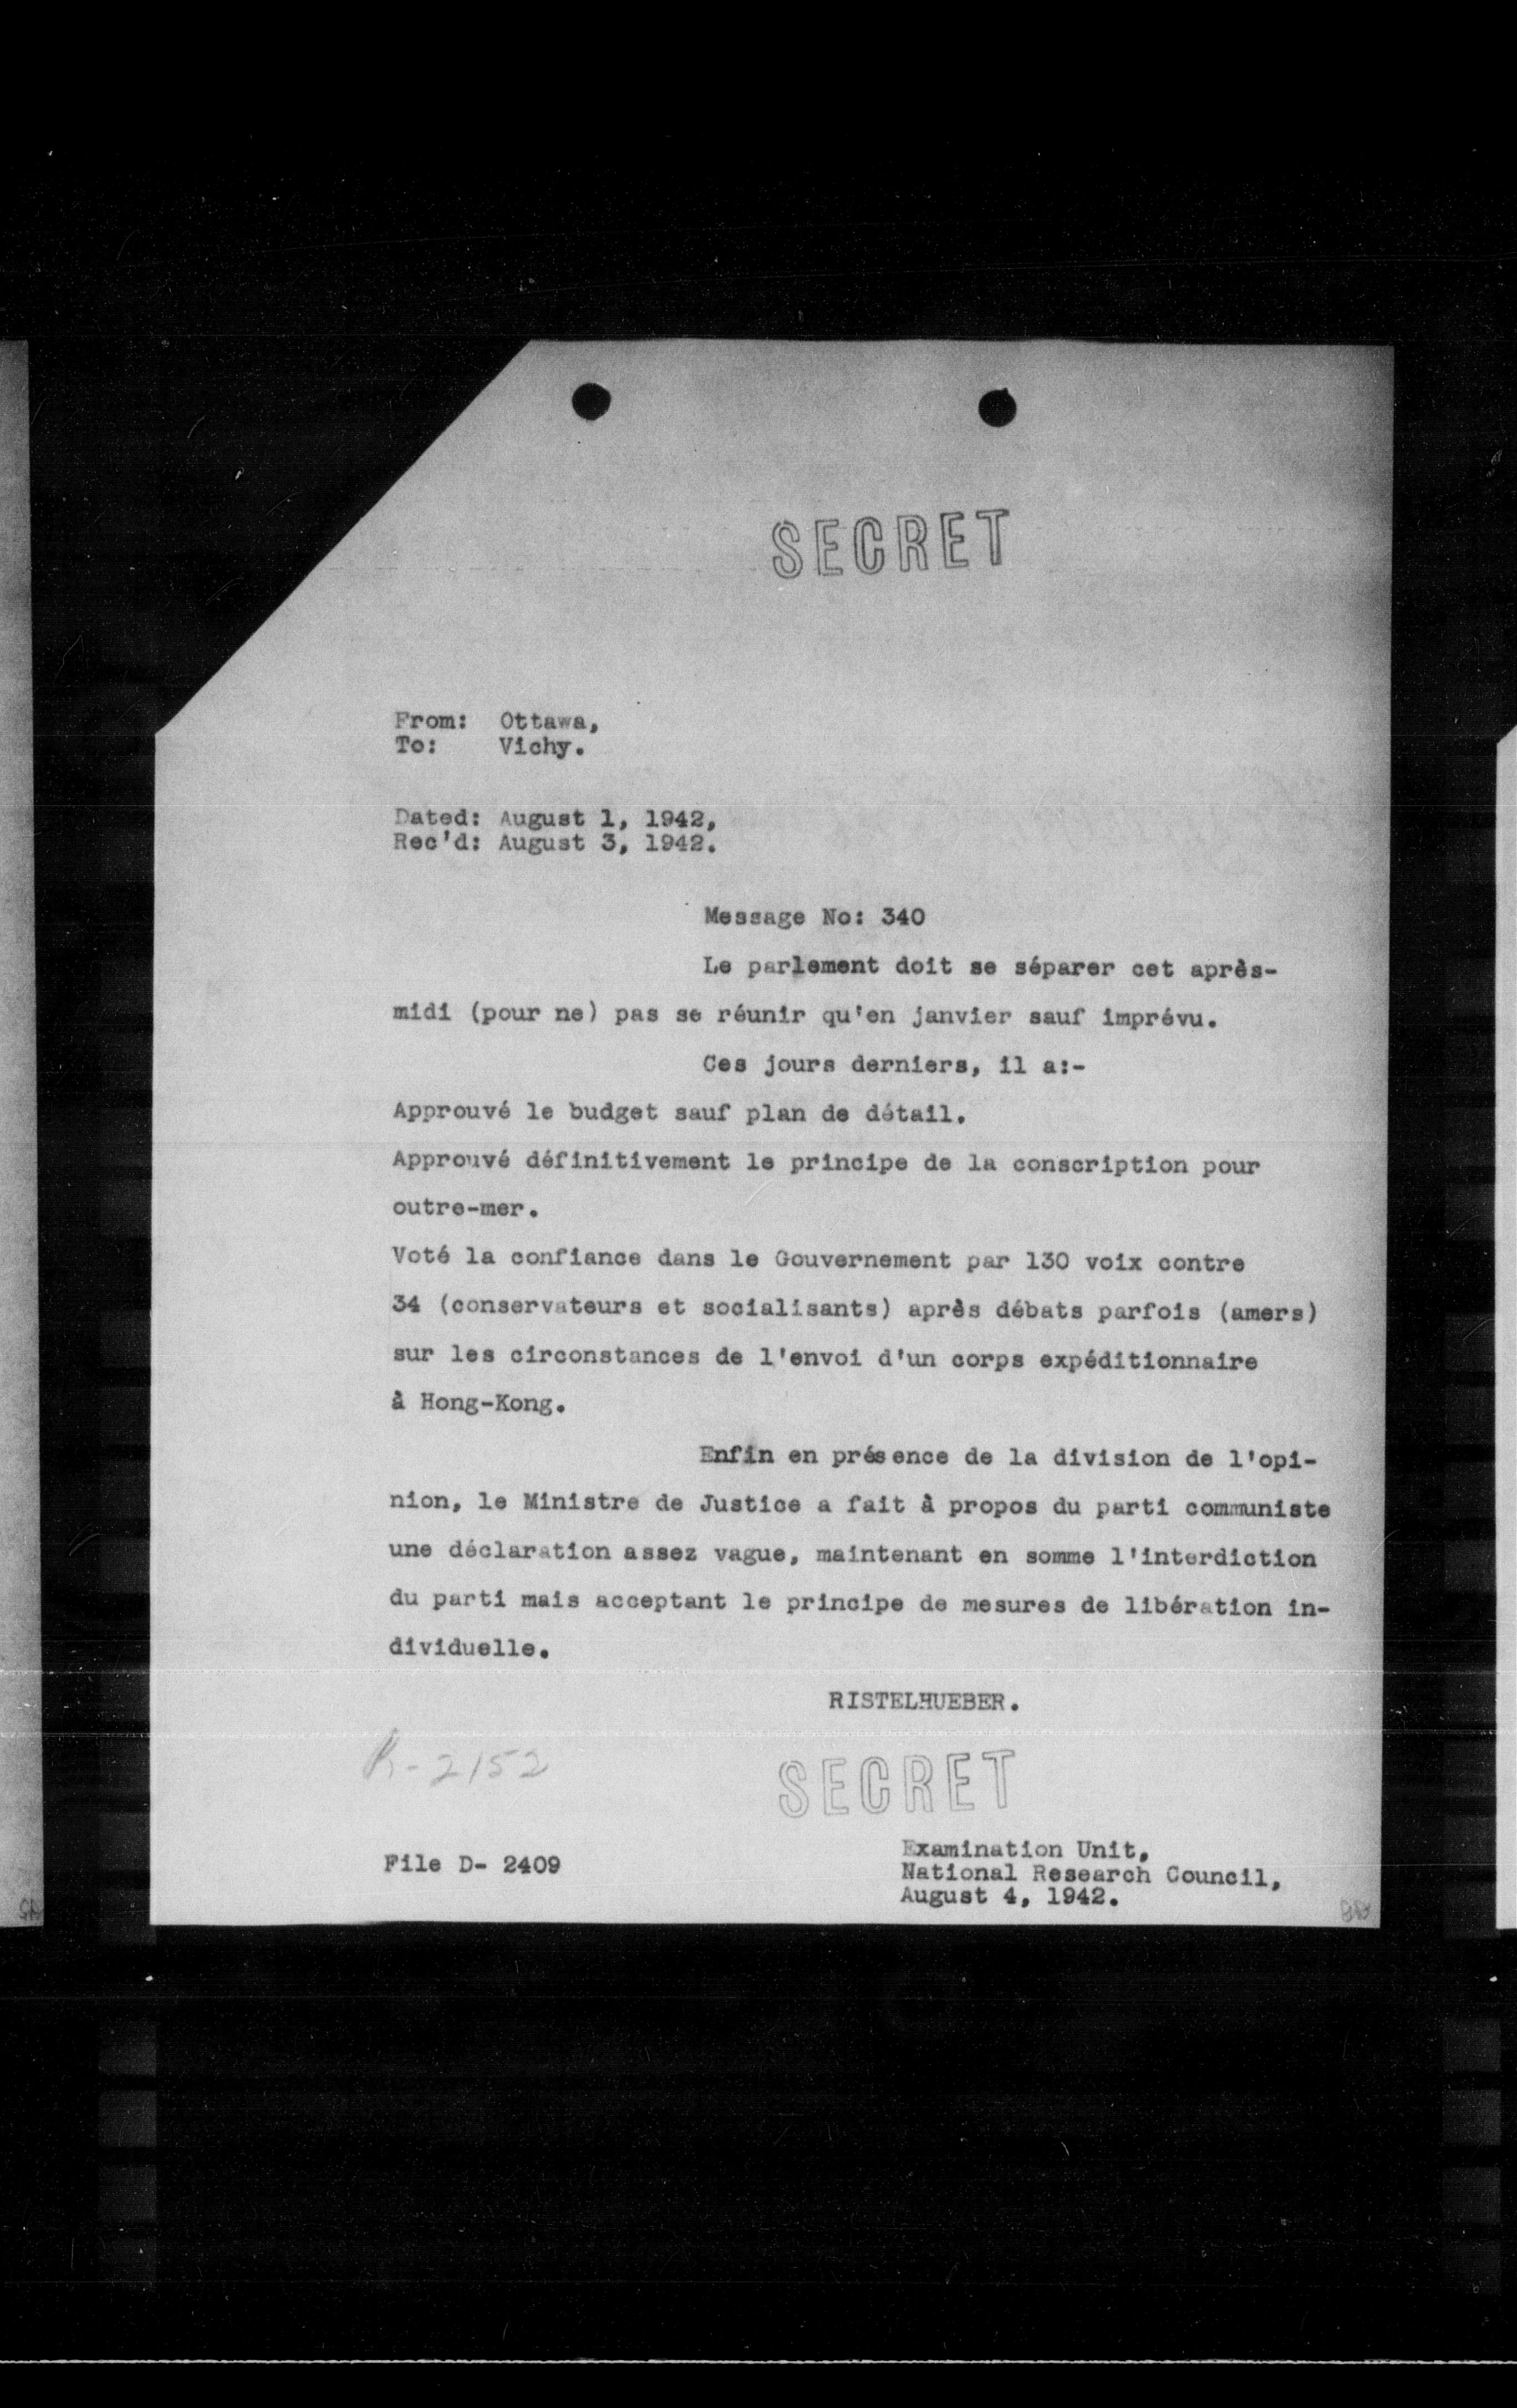 SECRET
From: Ottawa,
To: Vichy.
Dated: August 1, 1942,
Rec'd: August 3, 1942.
Message No: 340
Le parlement doit se séparer cet après-
midi (pour ne) pas se réunir qu'en janvier sauf imprévu.
Ces jours derniers, il a:-
Approuvé le budget sauf plan de détail.
Approuvé définitivement le principe de la conscription pour
outre-mer.
Voté la confiance dans le Gouvernement par 130 voix contre
34 (conservateurs et socialisants) après débats parfois (amers)
sur les circonstances de l'envoi d'un corps expéditionnaire
à Hong-Kong.
Enfin en présence de la division de l'opi-
nion, le Ministre de Justice a fait à propos du parti communiste
une déclaration assez vague, maintenant en somme l'interdiction
du parti mais acceptant le principe de mesures de libération in-
dividuelle.
RISTELHUEBER.
R-2152
SECRET
File D- 2409
Examination Unit,
National Research Council,
August 4, 1942.